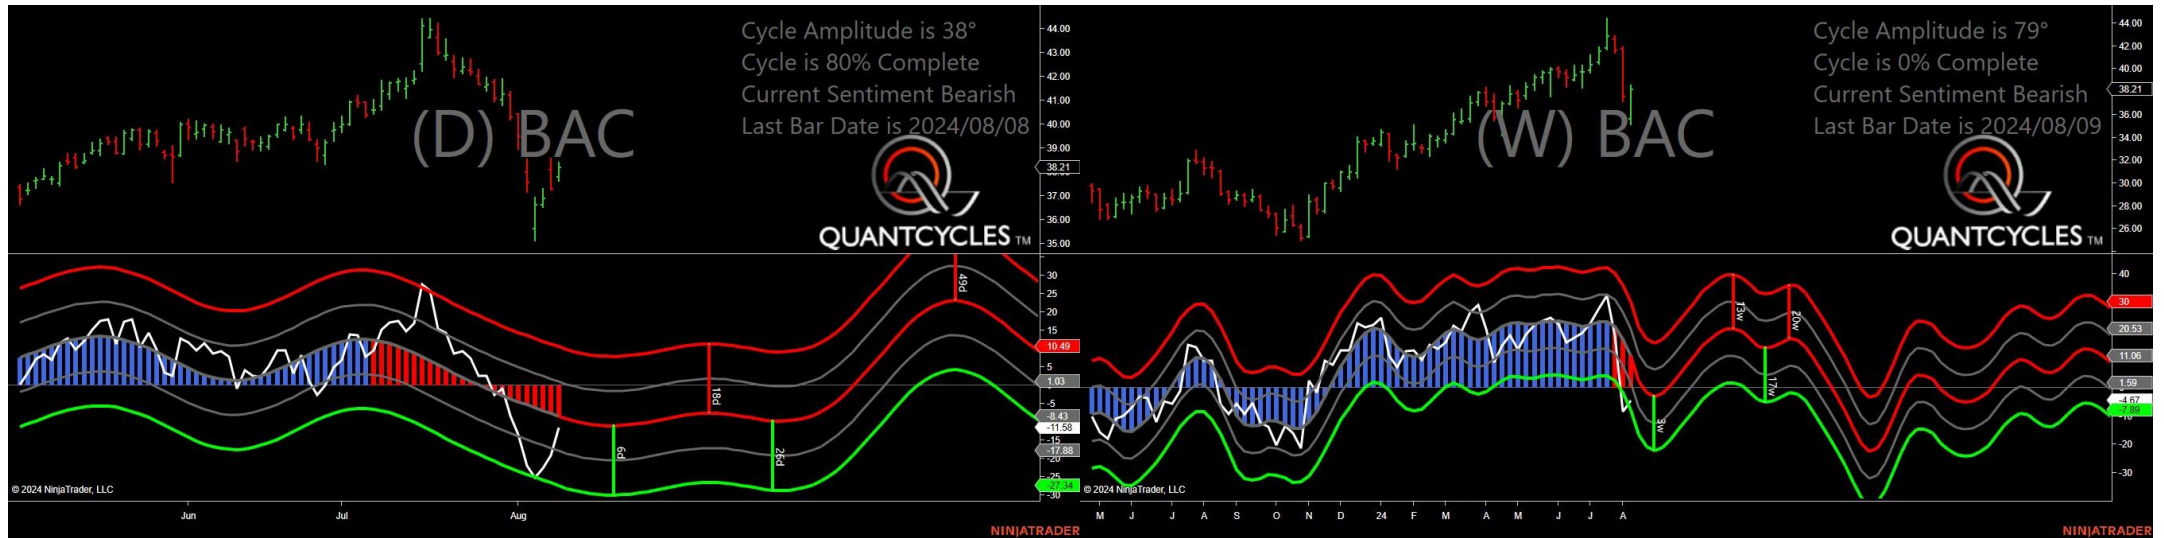 Cycle Amplitude is 38°
Cycle is 80% Complete
Current Sentiment Bearish
Last Bar Date is 2024/08/08
(D) BAC
QUANTCYCLES TM
44.00
43.00
42.00
41.00
40.00
39.00
38.21
37.00
36.00
35.00
30
25
20
15
10.49
5
1.03
-5
-8.43
-11.58
-15
-17.88
-20
-25
-27.34
-30
49d
18d
6d
26d
© 2024 NinjaTrader, LLC
Jun Jul Aug
NINJATRADER
Cycle Amplitude is 79°
Cycle is 0% Complete
Current Sentiment Bearish
Last Bar Date is 2024/08/09
(W) BAC
QUANTCYCLES TM
44.00
42.00
40.00
38.21
36.00
34.00
32.00
30.00
28.00
26.00
40
30
20.53
11.06
1.59
-4.67
-7.89
-20
-30
13w
20w
17w
3w
© 2024 NinjaTrader, LLC
M J J A S O N D 24 F M A M J J A
NINJATRADER